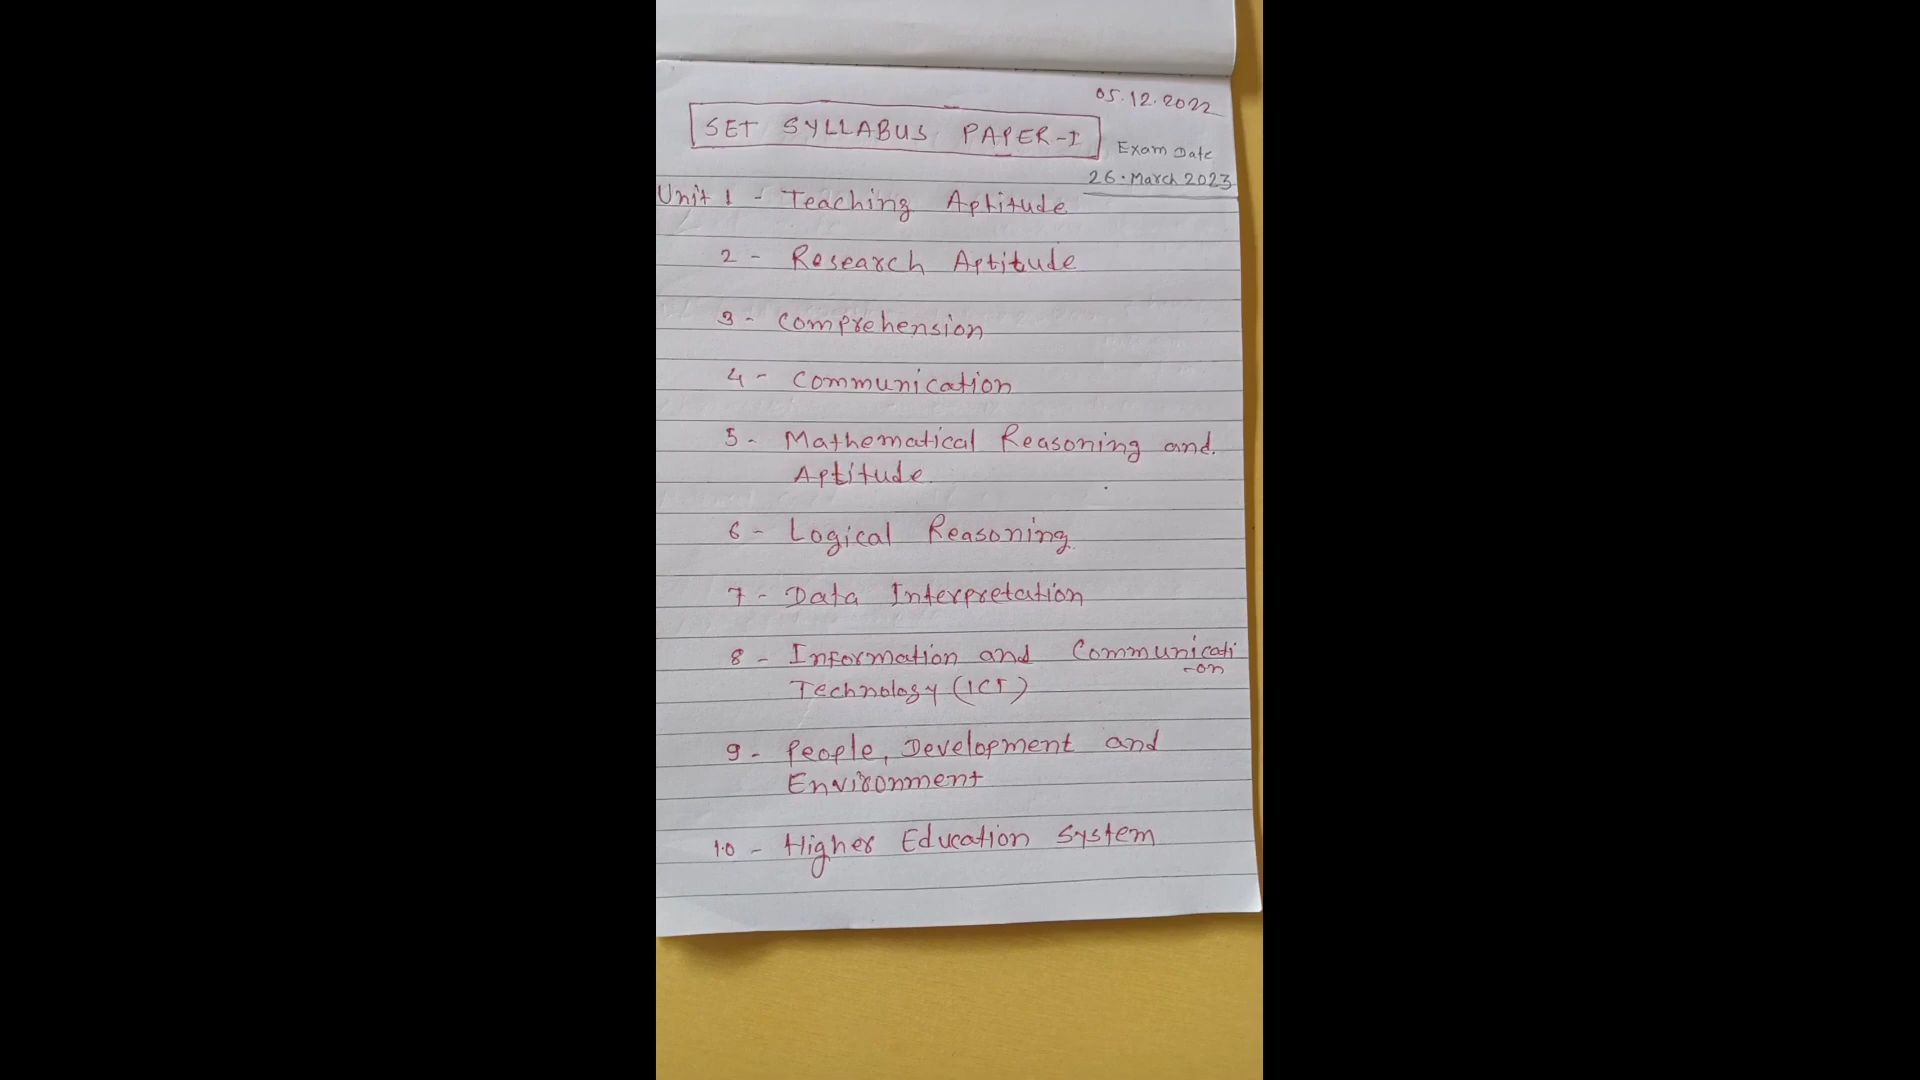 05.12.2022
SET SYLLABUS PAPER-I
Exam Date
26.March 2023
Unit 1 - Teaching Aptitude
2 - Research Aptitude
3 - Comprehension
4 - Communication
5 - Mathematical Reasoning and
Aptitude
6 - Logical Reasoning
7 - Data Interpretation
8 - Information and Communicati
-on
Technology (ICT)
9 - People, Development and
Environment
10 - Higher Education System